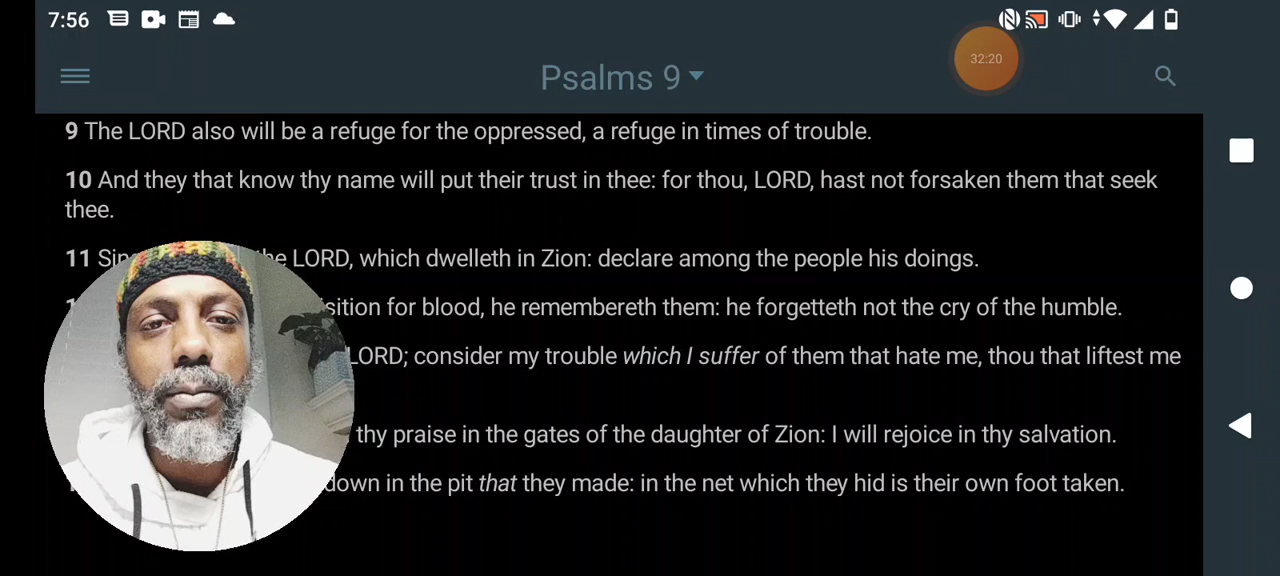 7:56
32:20
Psalms 9
9 The LORD also will be a refuge for the oppressed, a refuge in times of trouble.
10 And they that know thy name will put their trust in thee: for thou, LORD, hast not forsaken them that seek
thee.
11 the LORD, which dwelleth in Zion: declare among the people his doings.
for blood, he remembereth them: he forgetteth not the cry of the humble.
LORD; consider my trouble which I suffer of them that hate me, thou that liftest me
thy praise in the gates of the daughter of Zion: I will rejoice in thy salvation.
down in the pit that they made: in the net which they hid is their own foot taken.